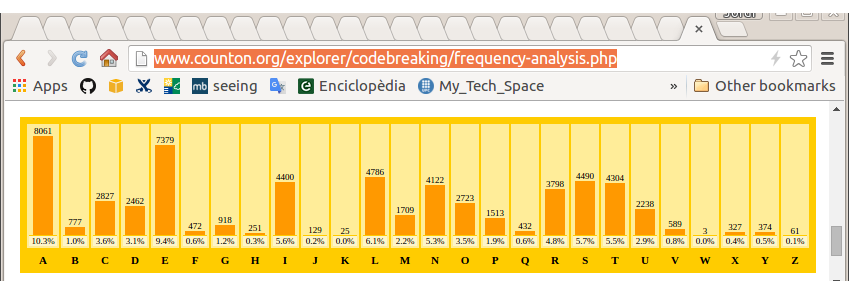 Jordi
www.counton.org/explorer/codebreaking/frequency-analysis.php
Apps mb seeing Enciclopèdia My_Tech_Space » Other bookmarks
8061 777 2827 2462 7379 472 918 251 4400 129 25 4786 1709 4122 2723 1513 432 3798 4490 4304 2238 589 3 327 374 61
10.3% 1.0% 3.6% 3.1% 9.4% 0.6% 1.2% 0.3% 5.6% 0.2% 0.0% 6.1% 2.2% 5.3% 3.5% 1.9% 0.6% 4.8% 5.7% 5.5% 2.9% 0.8% 0.0% 0.4% 0.5% 0.1%
A B C D E F G H I J K L M N O P Q R S T U V W X Y Z